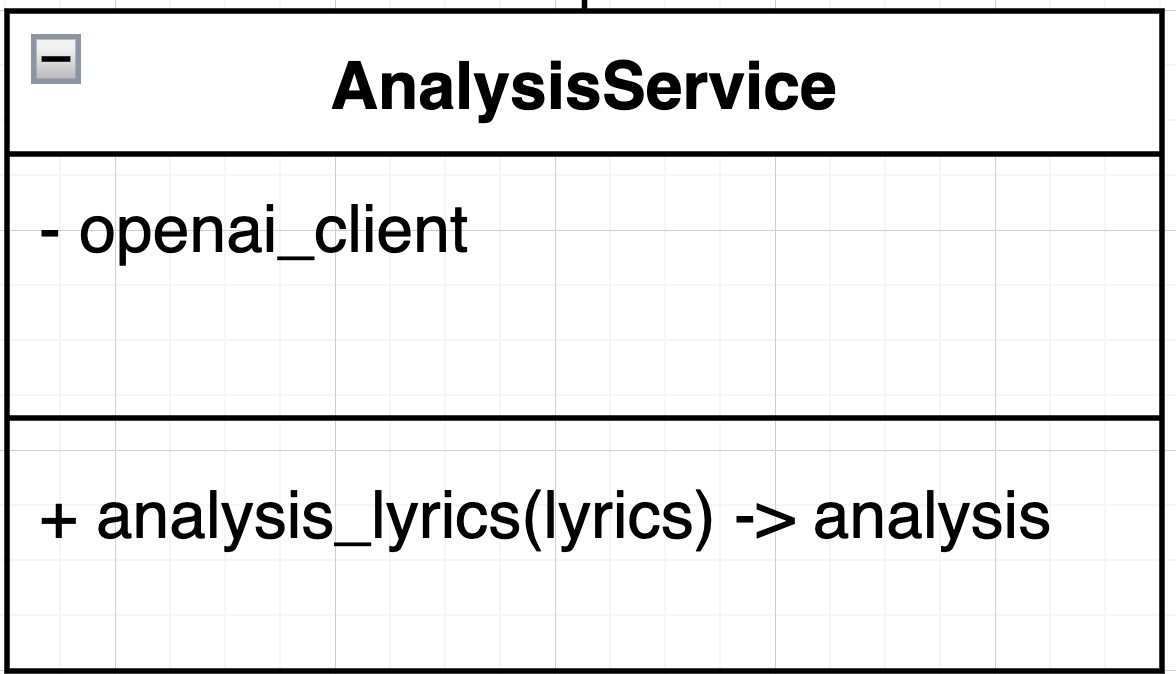 AnalysisService
- openai_client
+ analysis_lyrics(lyrics) -> analysis